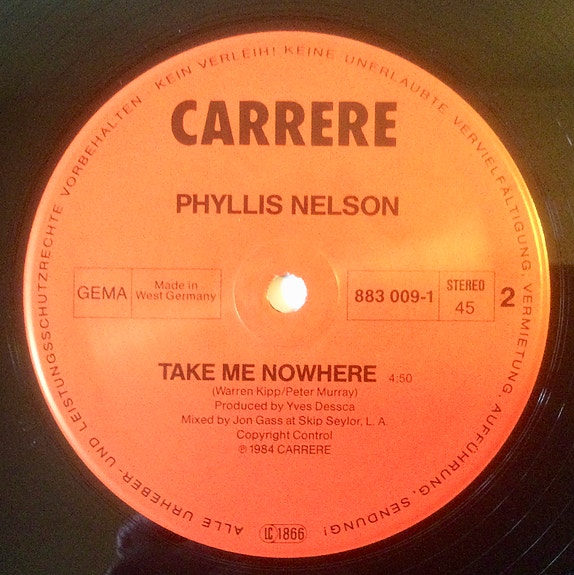 ALLE URHEBER- UND LEISTUNGSSCHUTZRECHTE VORBEHALTEN - KEIN VERLEIH! KEINE UNERLAUBTE VERVIELFÄLTIGUNG, VERMIETUNG, AUFFÜHRUNG, SENDUNG!
CARRERE
PHYLLIS NELSON
GEMA
Made in
West Germany
883 009-1
STEREO
45
2
TAKE ME NOWHERE 4:50
(Warren Kipp/Peter Murray)
Produced by Yves Dessca
Mixed by Jon Gass at Skip Seylor, L. A.
Copyright Control
℗ 1984 CARRERE
LC 1866